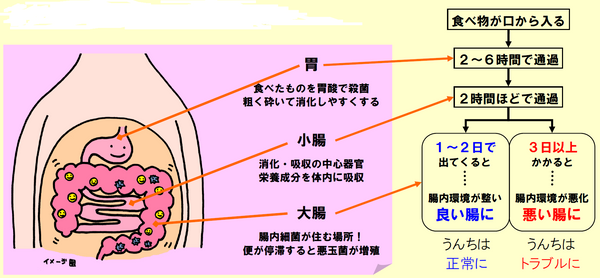 胃
食べたものを胃酸で殺菌
粗く砕いて消化しやすくする
小腸
消化・吸収の中心器官
栄養成分を体内に吸収
大腸
腸内細菌が住む場所！
便が停滞すると悪玉菌が増殖
イメージ図
食べ物が口から入る
２～６時間で通過
２時間ほどで通過
１～２日で
出てくると
⋯⋯
腸内環境が整い
良い腸に
うんちは
正常に
３日以上
かかると
⋯⋯
腸内環境が悪化
悪い腸に
うんちは
トラブルに